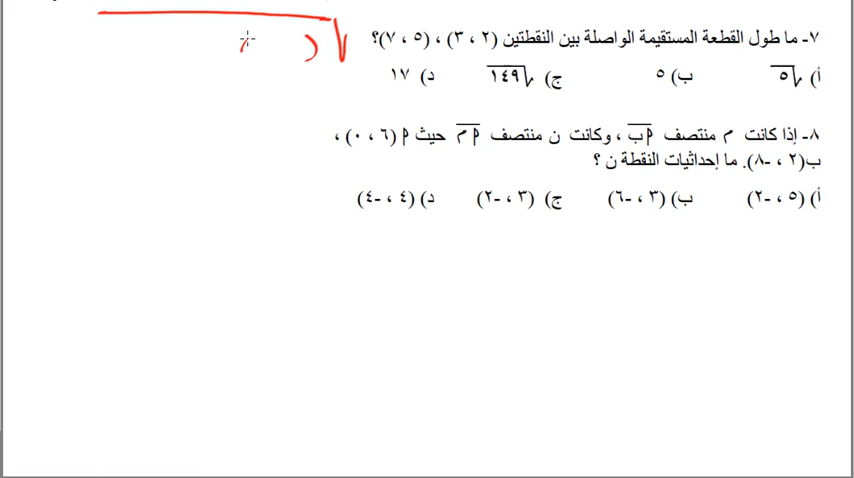 ٧- ما طول القطعة المستقيمة الواصلة بين النقطتين (٢ ، ٣) ، (٥ ، ٧)؟
أ) √٥ ب) ٥ ج) √١٤٩ د) ١٧
٨- إذا كانت م منتصف أب ، وكانت ن منتصف أم حيث أ (٦ ، ٠) ،
ب(٢ ، -٨). ما إحداثيات النقطة ن ؟
أ) (٥ ، -٢) ب) (٣ ، -٦) ج) (٣ ، -٢) د) (٤ ، -٤)